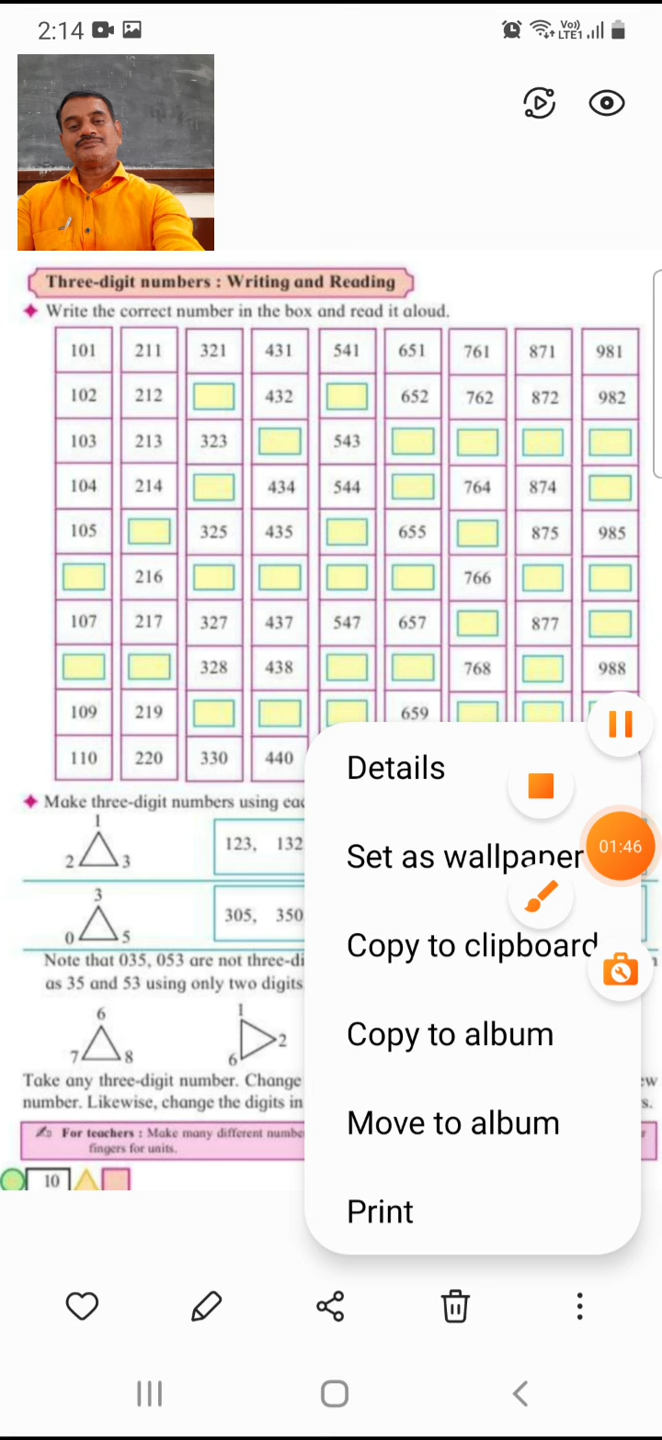 2:14
Vo))
LTE1
Three-digit numbers : Writing and Reading
Write the correct number in the box and read it aloud.
101 211 321 431 541 651 761 871 981
102 212 432 652 762 872 982
103 213 323 543
104 214 434 544 764 874
105 325 435 655 875 985
216 766
107 217 327 437 547 657 877
328 438 768 988
109 219 659
110 220 330 440
Make three-digit numbers using
1
2 3
123, 132
3
0 5
305, 350
Note that 035, 053 are not
as 35 and 53 using only two digits
6
7 8
1
2
6
Take any three-digit number. Change
number. Likewise, change the digits in
For teachers : Make many different
fingers for units.
10
Details
Set as wallpaper
01:46
Copy to clipboard
Copy to album
Move to album
Print